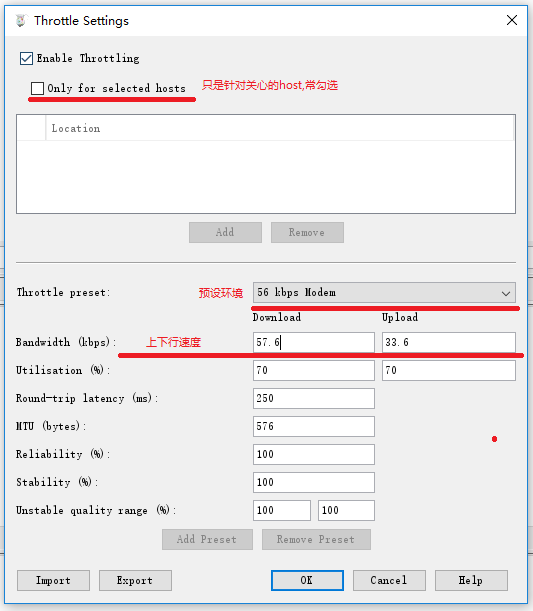 Throttle Settings
Enable Throttling
Only for selected hosts 只是针对关心的host,常勾选
Location
Add Remove
Throttle preset: 预设环境 56 kbps Modem
Download Upload
Bandwidth (kbps): 上下行速度 57.6 33.6
Utilisation (%): 70 70
Round-trip latency (ms): 250
MTU (bytes): 576
Reliability (%): 100
Stability (%): 100
Unstable quality range (%): 100 100
Add Preset Remove Preset
Import Export OK Cancel Help